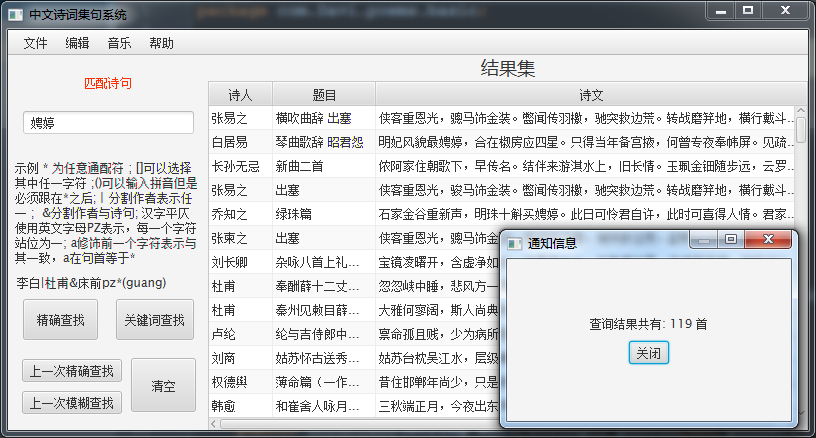 中文诗词集句系统
文件 编辑 音乐 帮助
匹配诗句
娉婷
示例 * 为任意通配符 ; []可以选择
其中任一字符 ;()可以输入拼音但是
必须跟在*之后; | 分割作者表示任
一 ; &分割作者与诗句; 汉字平仄
使用英文字母PZ表示，每一个字符
站位为一; a修饰前一个字符表示与
其一致，a在句首等于*
李白|杜甫&床前pz*(guang)
精确查找 关键词查找
上一次精确查找
上一次模糊查找
清空
结果集
诗人 题目 诗文
张易之 横吹曲辞 出塞 侠客重恩光，骢马饰金装。瞥闻传羽檄，驰突救边荒。转战磨笄地，横行戴斗...
白居易 琴曲歌辞 昭君怨 明妃风貌最娉婷，合在椒房应四星。只得当年备宫掖，何曾专夜奉帏屏。见疏...
长孙无忌 新曲二首 侬阿家住朝歌下，早传名。结伴来游淇水上，旧长情。玉珮金钿随步远，云罗...
张易之 出塞 侠客重恩光，骏马饰金装。瞥闻传羽檄，驰突救边荒。转战磨笄地，横行戴斗...
乔知之 绿珠篇 石家金谷重新声，明珠十斛买娉婷。此日可怜君自许，此时可喜得人情。君家...
张柬之 出塞
刘长卿 杂咏八首上礼... 宝镜凌曙开，含虚净如
杜甫 奉酬薛十二丈... 忽忽峡中睡，悲风方一
杜甫 秦州见敕目薛... 大雅何寥阔，斯人尚典
卢纶 纶与吉侍郎中... 禀命孤且贱，少为病所
刘商 姑苏怀古送秀... 姑苏台枕吴江水，层级
权德舆 薄命篇（一作... 昔住邯郸年尚少，只是
韩愈 和崔舍人咏月... 三秋端正月，今夜出东
通知信息
查询结果共有: 119 首
关闭